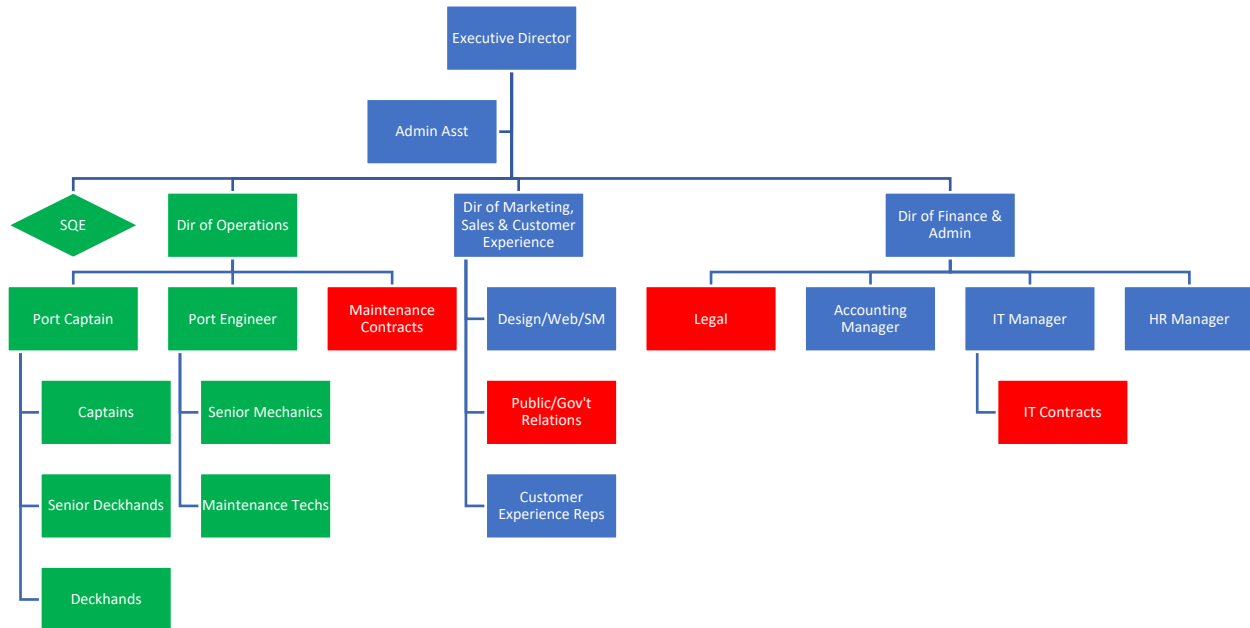 Executive Director
Admin Asst
SQE
Dir of Operations
Dir of Marketing,
Sales & Customer
Experience
Dir of Finance &
Admin
Port Captain
Port Engineer
Maintenance
Contracts
Design/Web/SM
Legal
Accounting
Manager
IT Manager
HR Manager
Captains
Senior Mechanics
Public/Gov't
Relations
IT Contracts
Senior Deckhands
Maintenance Techs
Customer
Experience Reps
Deckhands